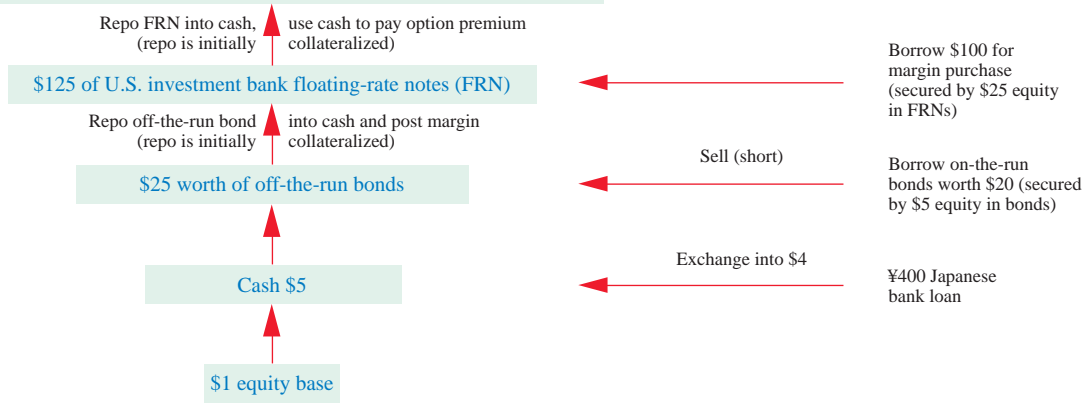 Repo FRN into cash, use cash to pay option premium
(repo is initially collateralized)
Borrow $100 for
margin purchase
(secured by $25 equity
in FRNs)
$125 of U.S. investment bank floating-rate notes (FRN)
Repo off-the-run bond into cash and post margin
(repo is initially collateralized)
Sell (short)
Borrow on-the-run
bonds worth $20 (secured
by $5 equity in bonds)
$25 worth of off-the-run bonds
Exchange into $4
¥400 Japanese
bank loan
Cash $5
$1 equity base